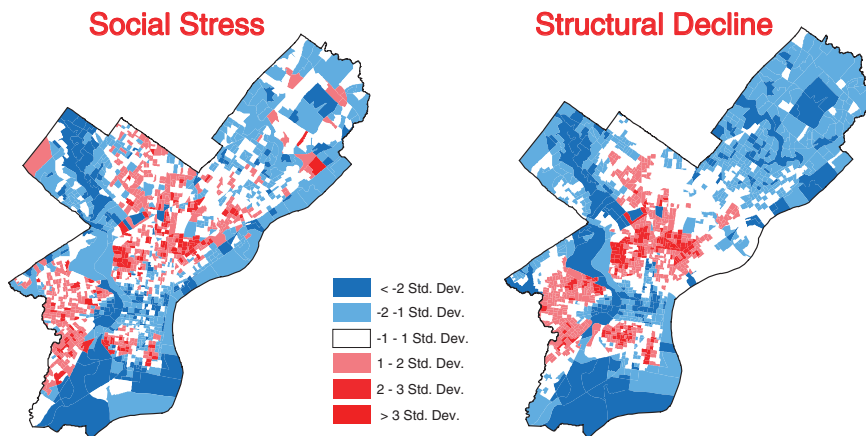 Social Stress
Structural Decline
< -2 Std. Dev.
-2 -1 Std. Dev.
-1 - 1 Std. Dev.
1 - 2 Std. Dev.
2 - 3 Std. Dev.
> 3 Std. Dev.